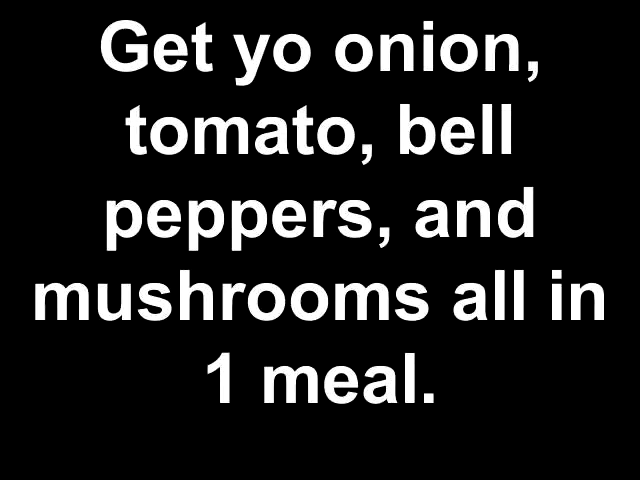 Get yo onion,
tomato, bell
peppers, and
mushrooms all in
1 meal.